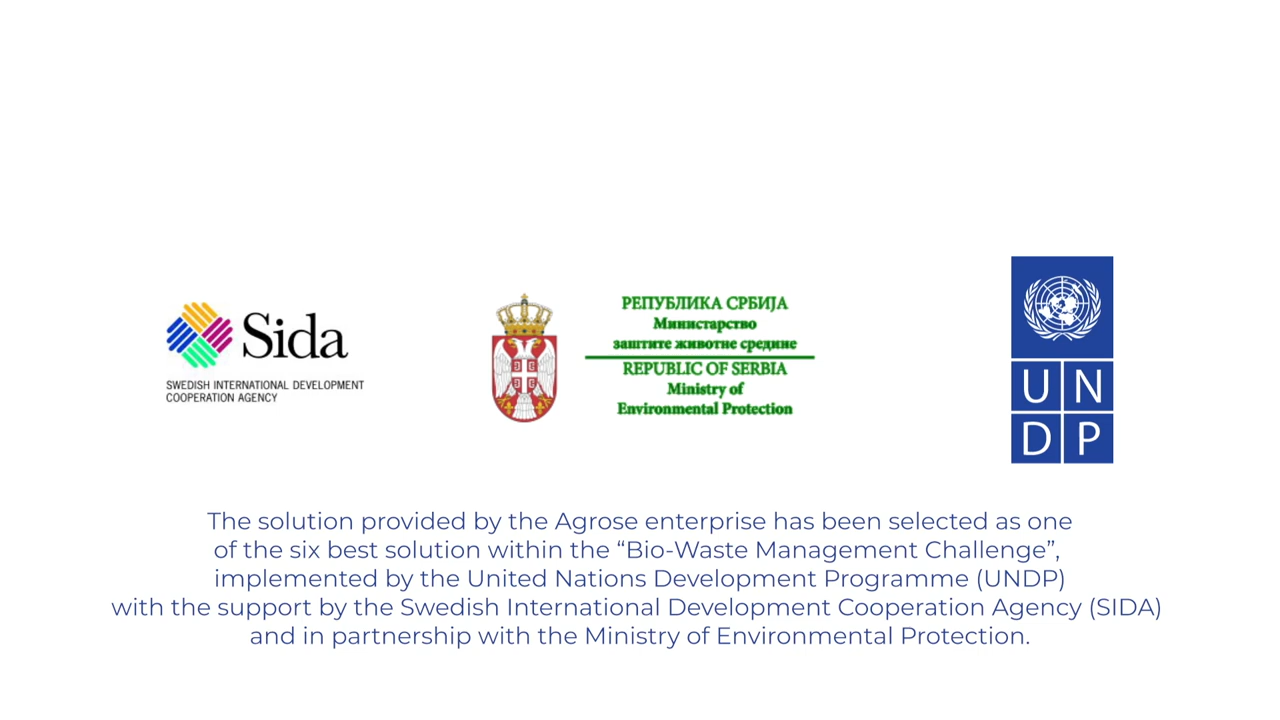 Sida
SWEDISH INTERNATIONAL DEVELOPMENT
COOPERATION AGENCY
РЕПУБЛИКА СРБИЈА
Министарство
заштите животне средине
REPUBLIC OF SERBIA
Ministry of
Environmental Protection
UN
DP
The solution provided by the Agrose enterprise has been selected as one
of the six best solution within the “Bio-Waste Management Challenge”,
implemented by the United Nations Development Programme (UNDP)
with the support by the Swedish International Development Cooperation Agency (SIDA)
and in partnership with the Ministry of Environmental Protection.